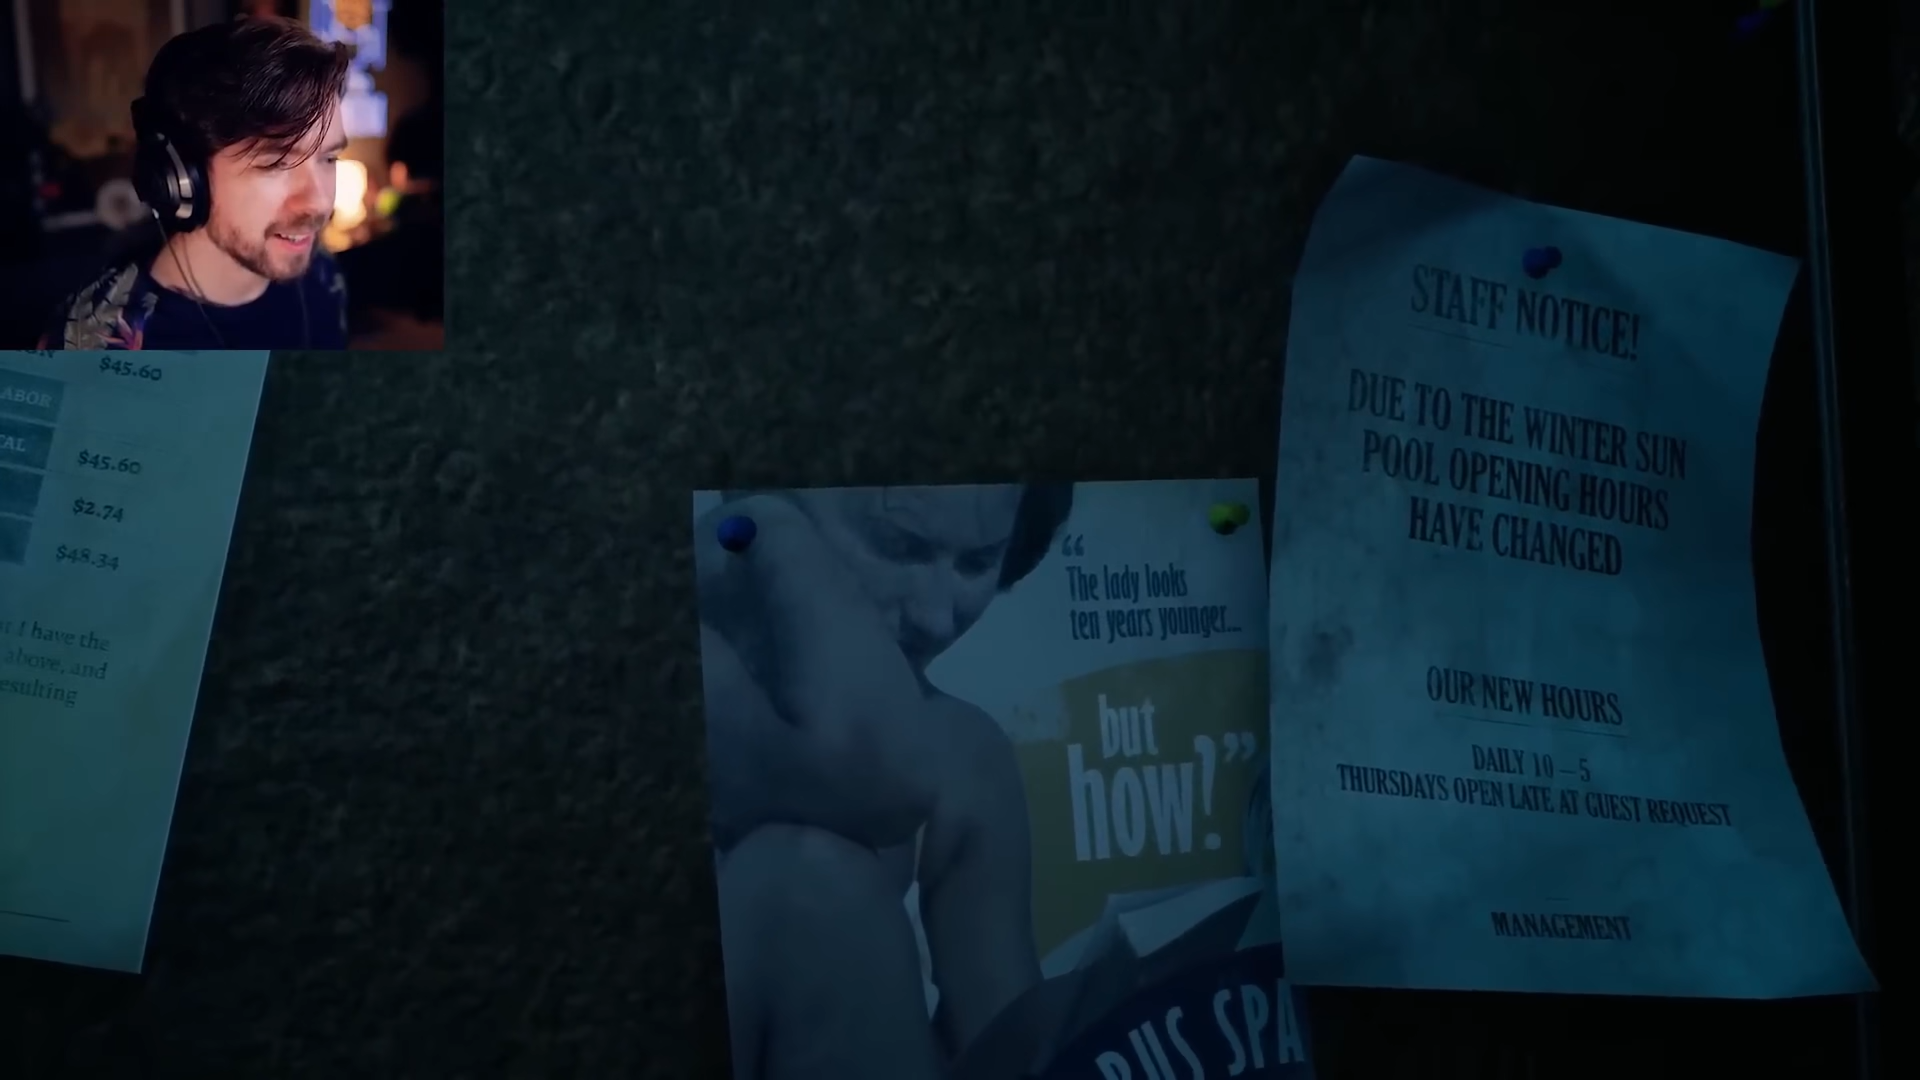 $45.60
ABOR
$45.60
$2.74
$48.34
I have the
above, and
esulting
“
The lady looks
ten years younger...
but
how?”
BUS SPA
STAFF NOTICE!
DUE TO THE WINTER SUN
POOL OPENING HOURS
HAVE CHANGED
OUR NEW HOURS
DAILY 10 – 5
THURSDAYS OPEN LATE AT GUEST REQUEST
MANAGEMENT